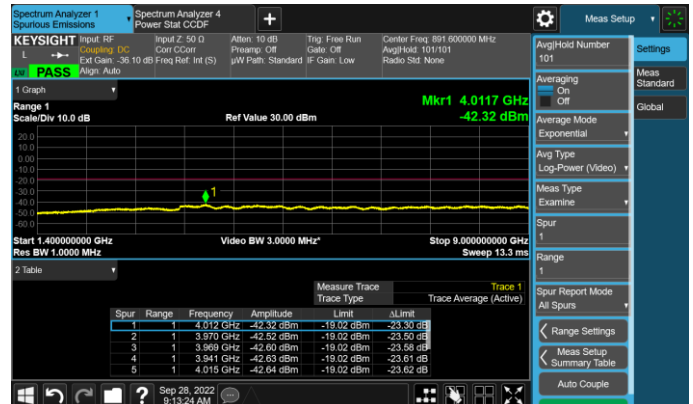 Spectrum Analyzer 1
Spurious Emissions
Spectrum Analyzer 4
Power Stat CCDF
Meas Setup
KEYSIGHT
L
PASS
Input: RF
Coupling: DC
Ext Gain: -36.10 dB
Align: Auto
Input Z: 50 Ω
Corr CCorr
Freq Ref: Int (S)
Atten: 10 dB
Preamp: Off
µW Path: Standard
Trig: Free Run
Gate: Off
IF Gain: Low
Center Freq: 891.600000 MHz
Avg|Hold: 101/101
Radio Std: None
1 Graph
Range 1
Scale/Div 10.0 dB
Ref Value 30.00 dBm
Mkr1 4.0117 GHz
-42.32 dBm
20.0
10.0
0.00
-10.0
-20.0
-30.0
-40.0
-50.0
-60.0
1
Start 1.400000000 GHz
Res BW 1.0000 MHz
Video BW 3.0000 MHz*
Stop 9.000000000 GHz
Sweep 13.3 ms
2 Table
Measure Trace Trace 1
Trace Type Trace Average (Active)
Spur Range Frequency Amplitude Limit ΔLimit
1 1 4.012 GHz -42.32 dBm -19.02 dBm -23.30 dB
2 1 3.970 GHz -42.52 dBm -19.02 dBm -23.50 dB
3 1 3.969 GHz -42.60 dBm -19.02 dBm -23.58 dB
4 1 3.941 GHz -42.63 dBm -19.02 dBm -23.61 dB
5 1 4.015 GHz -42.64 dBm -19.02 dBm -23.62 dB
Sep 28, 2022
9:13:24 AM
Avg|Hold Number
101
Averaging
On
Off
Average Mode
Exponential
Avg Type
Log-Power (Video)
Meas Type
Examine
Spur
1
Range
1
Spur Report Mode
All Spurs
Range Settings
Meas Setup
Summary Table
Auto Couple
Settings
Meas
Standard
Global